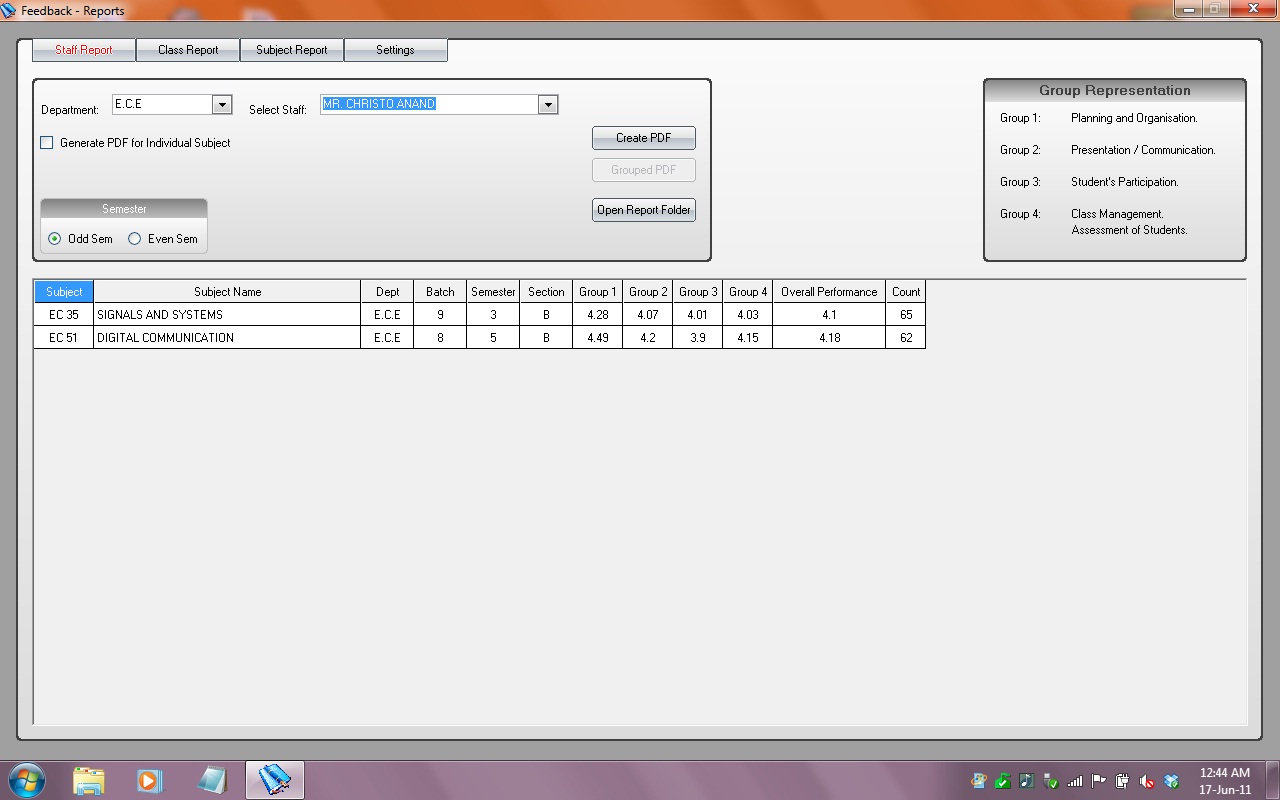 Feedback - Reports
Staff Report Class Report Subject Report Settings
Department: E.C.E Select Staff: MR. CHRISTO ANAND
Generate PDF for Individual Subject
Create PDF
Grouped PDF
Open Report Folder
Semester
Odd Sem Even Sem
Group Representation
Group 1: Planning and Organisation.
Group 2: Presentation / Communication.
Group 3: Student's Participation.
Group 4: Class Management.
Assessment of Students.
Subject Subject Name Dept Batch Semester Section Group 1 Group 2 Group 3 Group 4 Overall Performance Count
EC 35 SIGNALS AND SYSTEMS E.C.E 9 3 B 4.28 4.07 4.01 4.03 4.1 65
EC 51 DIGITAL COMMUNICATION E.C.E 8 5 B 4.49 4.2 3.9 4.15 4.18 62
12:44 AM
17-Jun-11